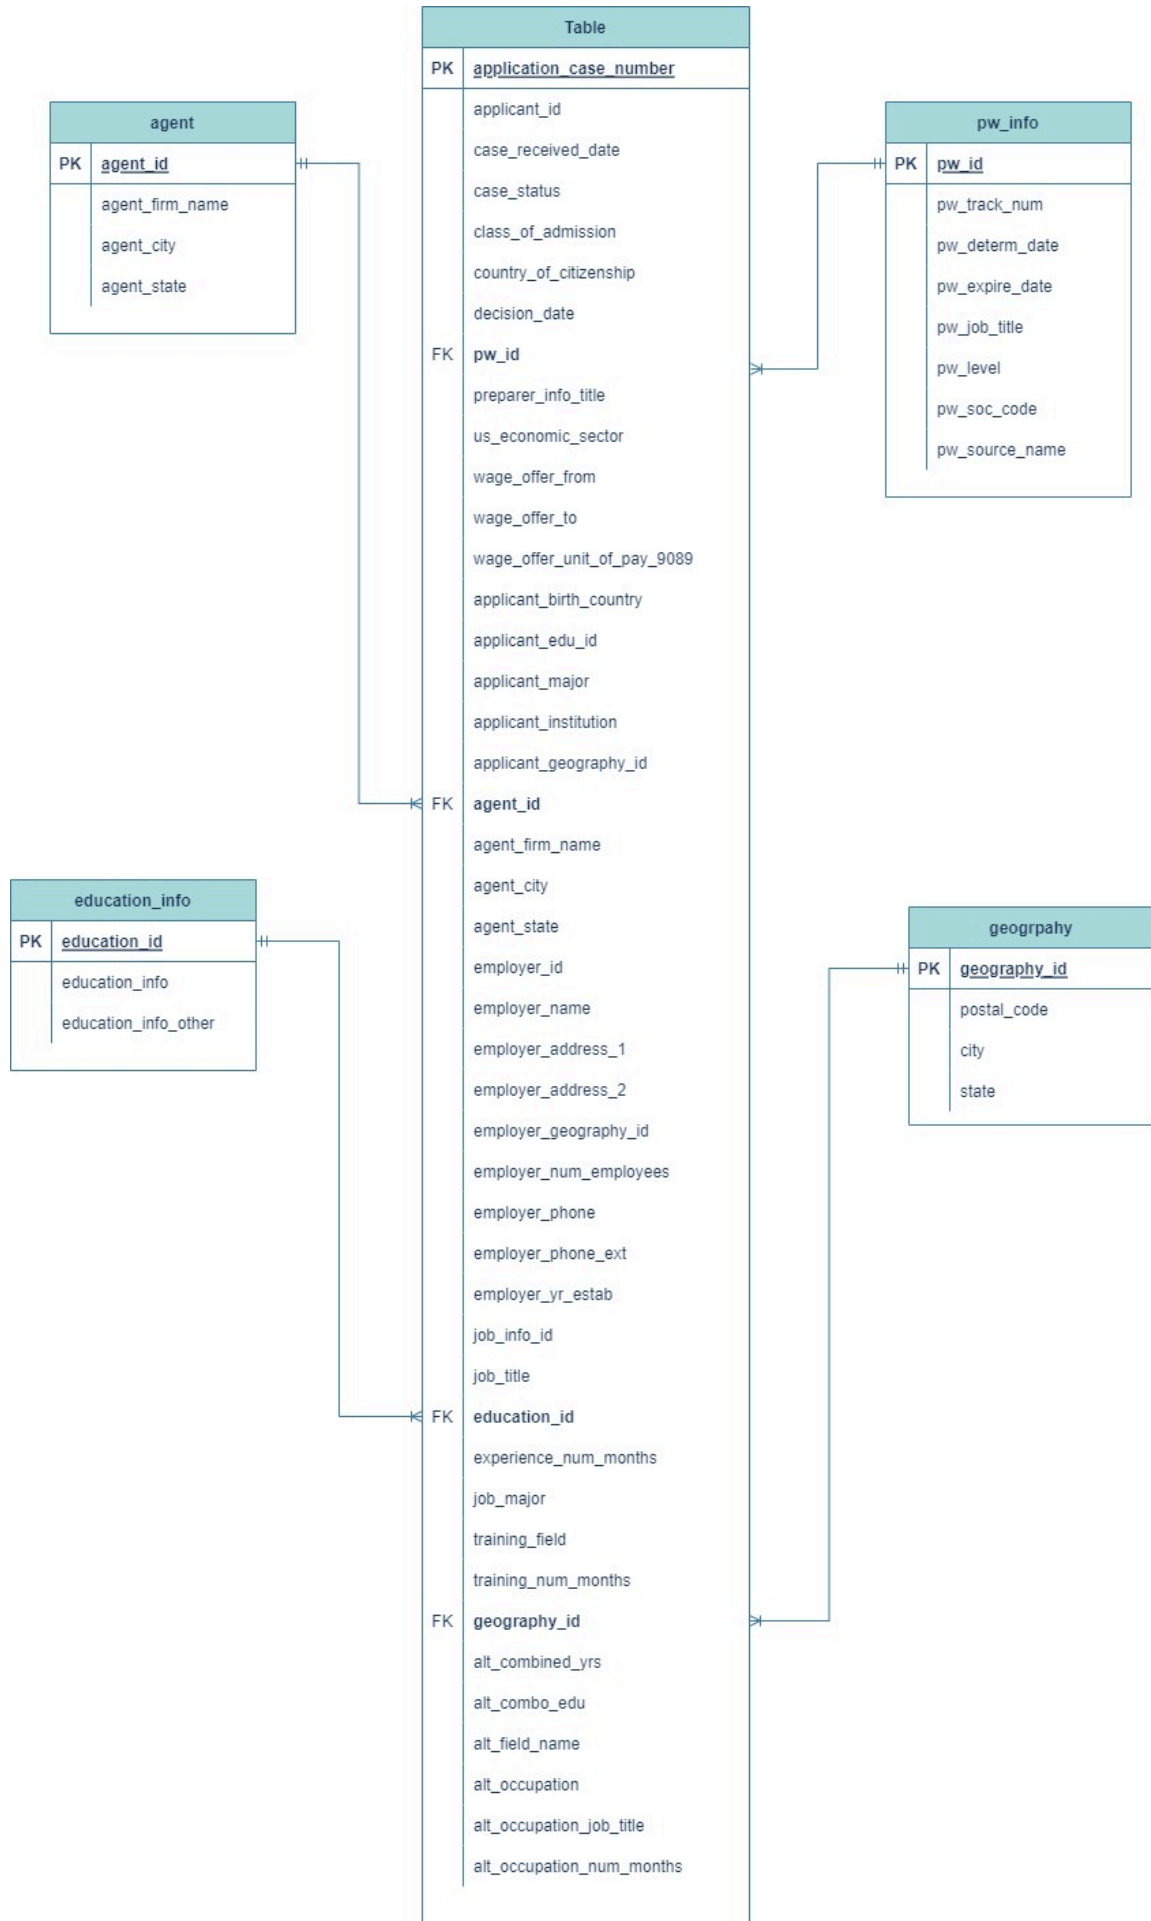 Table
PK application_case_number
applicant_id
case_received_date
case_status
class_of_admission
country_of_citizenship
decision_date
FK pw_id
preparer_info_title
us_economic_sector
wage_offer_from
wage_offer_to
wage_offer_unit_of_pay_9089
applicant_birth_country
applicant_edu_id
applicant_major
applicant_institution
applicant_geography_id
FK agent_id
agent_firm_name
agent_city
agent_state
employer_id
employer_name
employer_address_1
employer_address_2
employer_geography_id
employer_num_employees
employer_phone
employer_phone_ext
employer_yr_estab
job_info_id
job_title
FK education_id
experience_num_months
job_major
training_field
training_num_months
FK geography_id
alt_combined_yrs
alt_combo_edu
alt_field_name
alt_occupation
alt_occupation_job_title
alt_occupation_num_months
agent
PK agent_id
agent_firm_name
agent_city
agent_state
pw_info
PK pw_id
pw_track_num
pw_determ_date
pw_expire_date
pw_job_title
pw_level
pw_soc_code
pw_source_name
education_info
PK education_id
education_info
education_info_other
geogrpahy
PK geography_id
postal_code
city
state